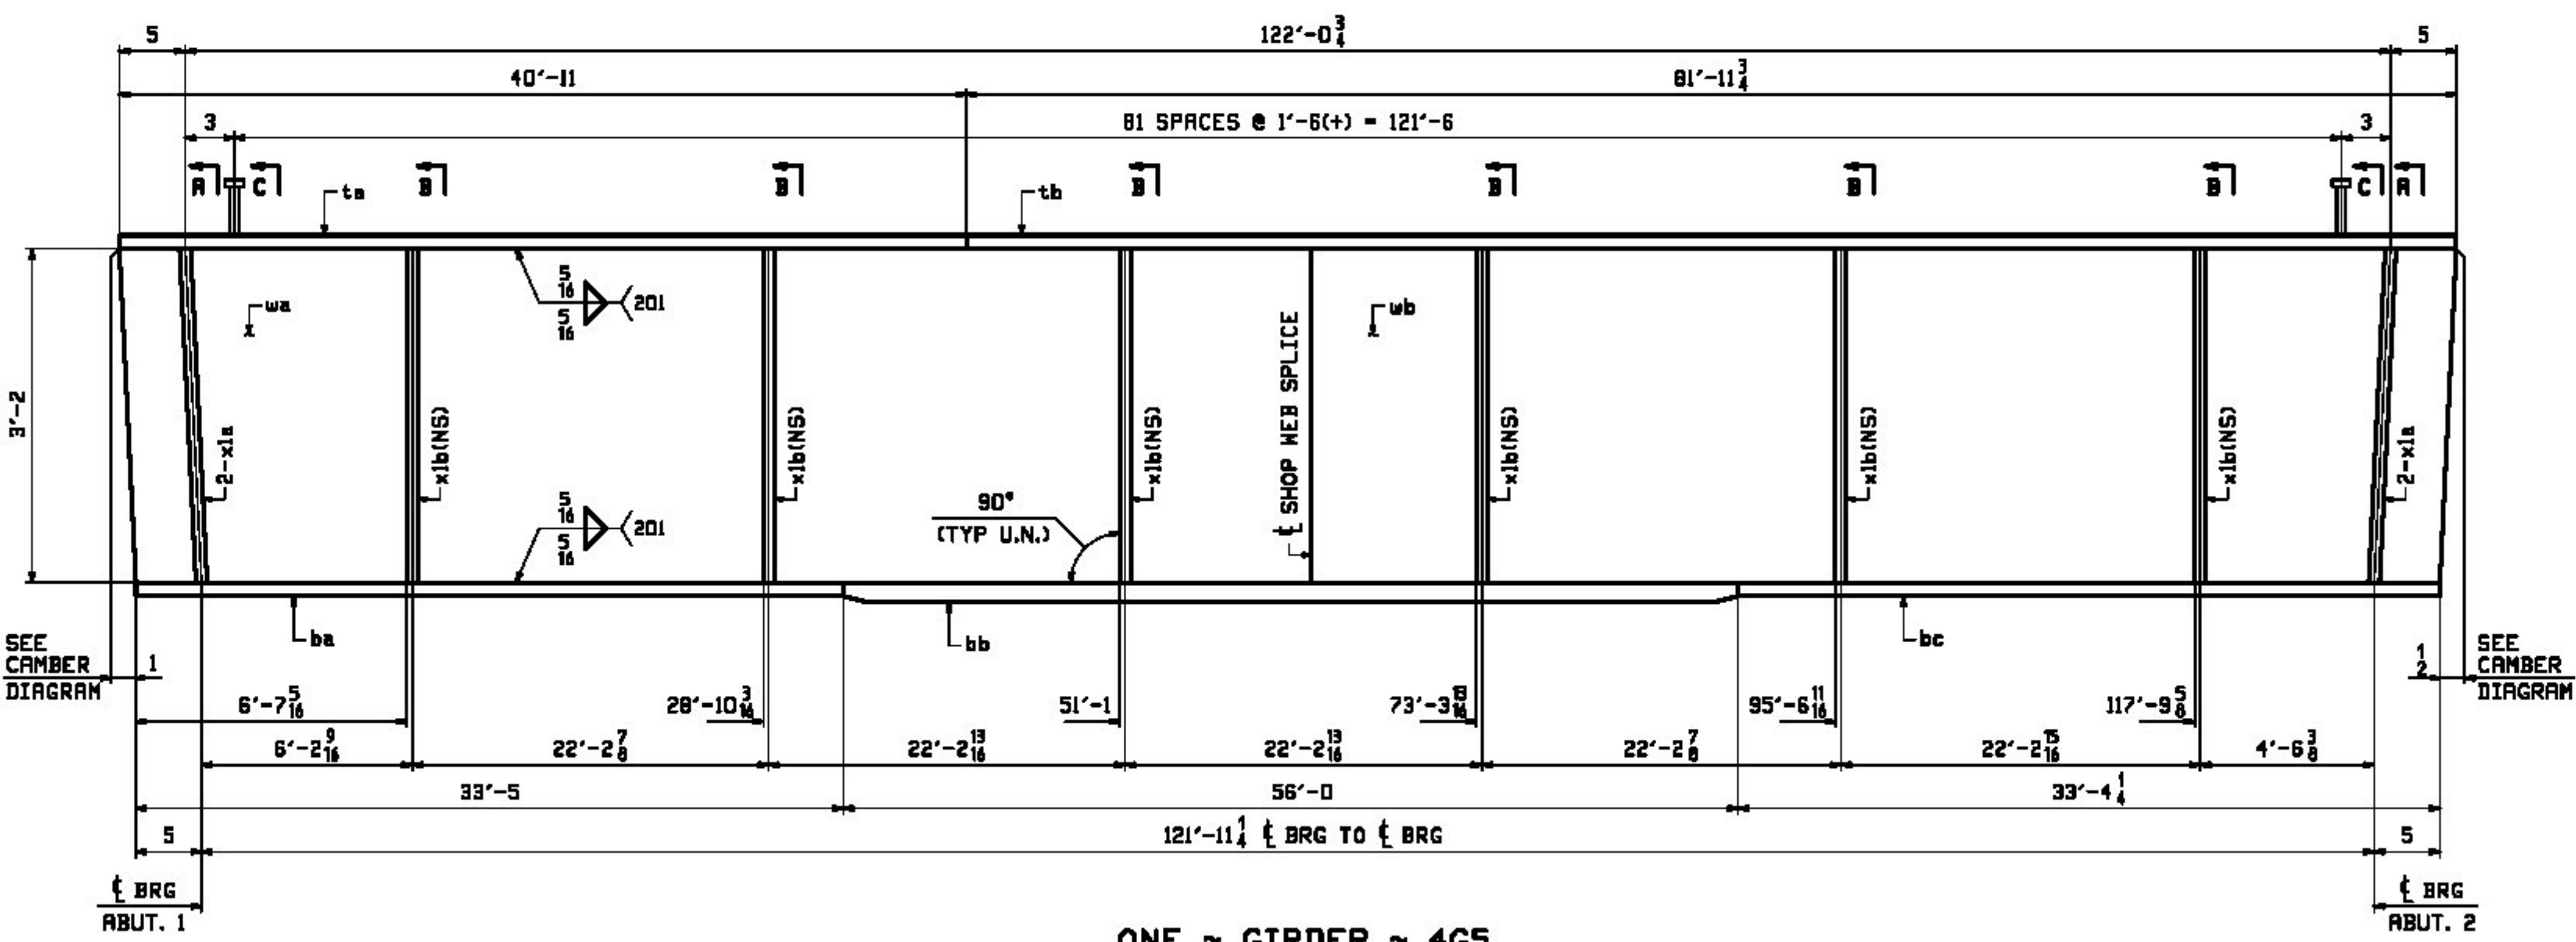 5 122'-0 3/4 5
40'-11 81'-11 3/4
3 81 SPACES @ 1'-6(+) = 121'-6 3
A C B B B B B B C A
ta tb
5/16 5/16 201
wa wb
3'-2
2-x1a x1b(NS) x1b(NS) x1b(NS) ℄ SHOP WEB SPLICE x1b(NS) x1b(NS) x1b(NS) 2-x1a
5/16 5/16 201
90°
(TYP U.N.)
ba bb bc
SEE CAMBER DIAGRAM 1
1/2 SEE CAMBER DIAGRAM
6'-7 5/16 28'-10 3/16 51'-1 73'-3 95'-6 11/16 117'-9 5/8
6'-2 9/16 22'-2 7/8 22'-2 13/16 22'-2 13/16 22'-2 7/8 22'-2 15/16 4'-6 3/8
33'-5 56'-0 33'-4 1/4
5 121'-11 1/4 ℄ BRG TO ℄ BRG 5
℄ BRG
ABUT. 1
℄ BRG
ABUT. 2
ONE ~ GIRDER ~ 4G5